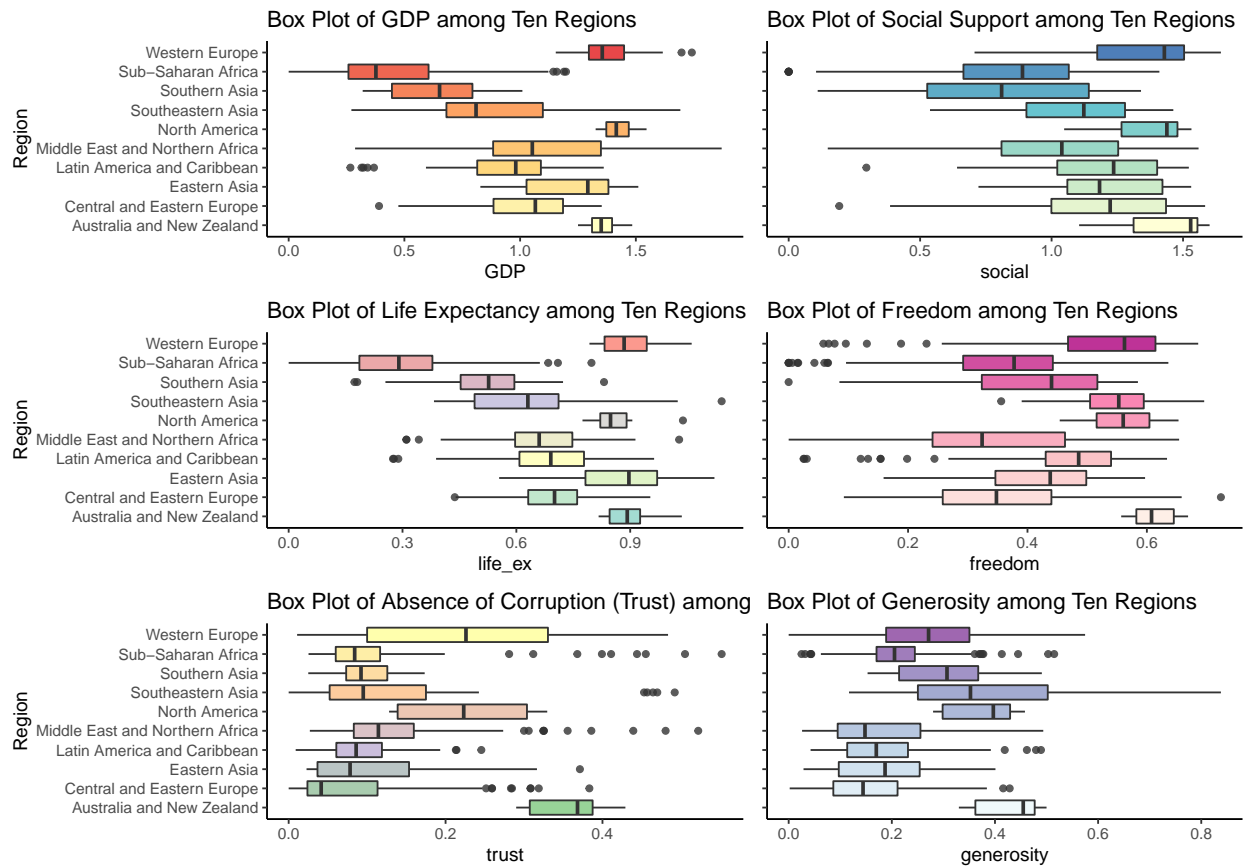 Box Plot of GDP among Ten Regions
Region
Western Europe
Sub−Saharan Africa
Southern Asia
Southeastern Asia
North America
Middle East and Northern Africa
Latin America and Caribbean
Eastern Asia
Central and Eastern Europe
Australia and New Zealand
0.0 0.5 1.0 1.5
GDP
Box Plot of Social Support among Ten Regions
0.0 0.5 1.0 1.5
social
Box Plot of Life Expectancy among Ten Regions
Region
Western Europe
Sub−Saharan Africa
Southern Asia
Southeastern Asia
North America
Middle East and Northern Africa
Latin America and Caribbean
Eastern Asia
Central and Eastern Europe
Australia and New Zealand
0.0 0.3 0.6 0.9
life_ex
Box Plot of Freedom among Ten Regions
0.0 0.2 0.4 0.6
freedom
Box Plot of Absence of Corruption (Trust) among
Region
Western Europe
Sub−Saharan Africa
Southern Asia
Southeastern Asia
North America
Middle East and Northern Africa
Latin America and Caribbean
Eastern Asia
Central and Eastern Europe
Australia and New Zealand
0.0 0.2 0.4
trust
Box Plot of Generosity among Ten Regions
0.0 0.2 0.4 0.6 0.8
generosity